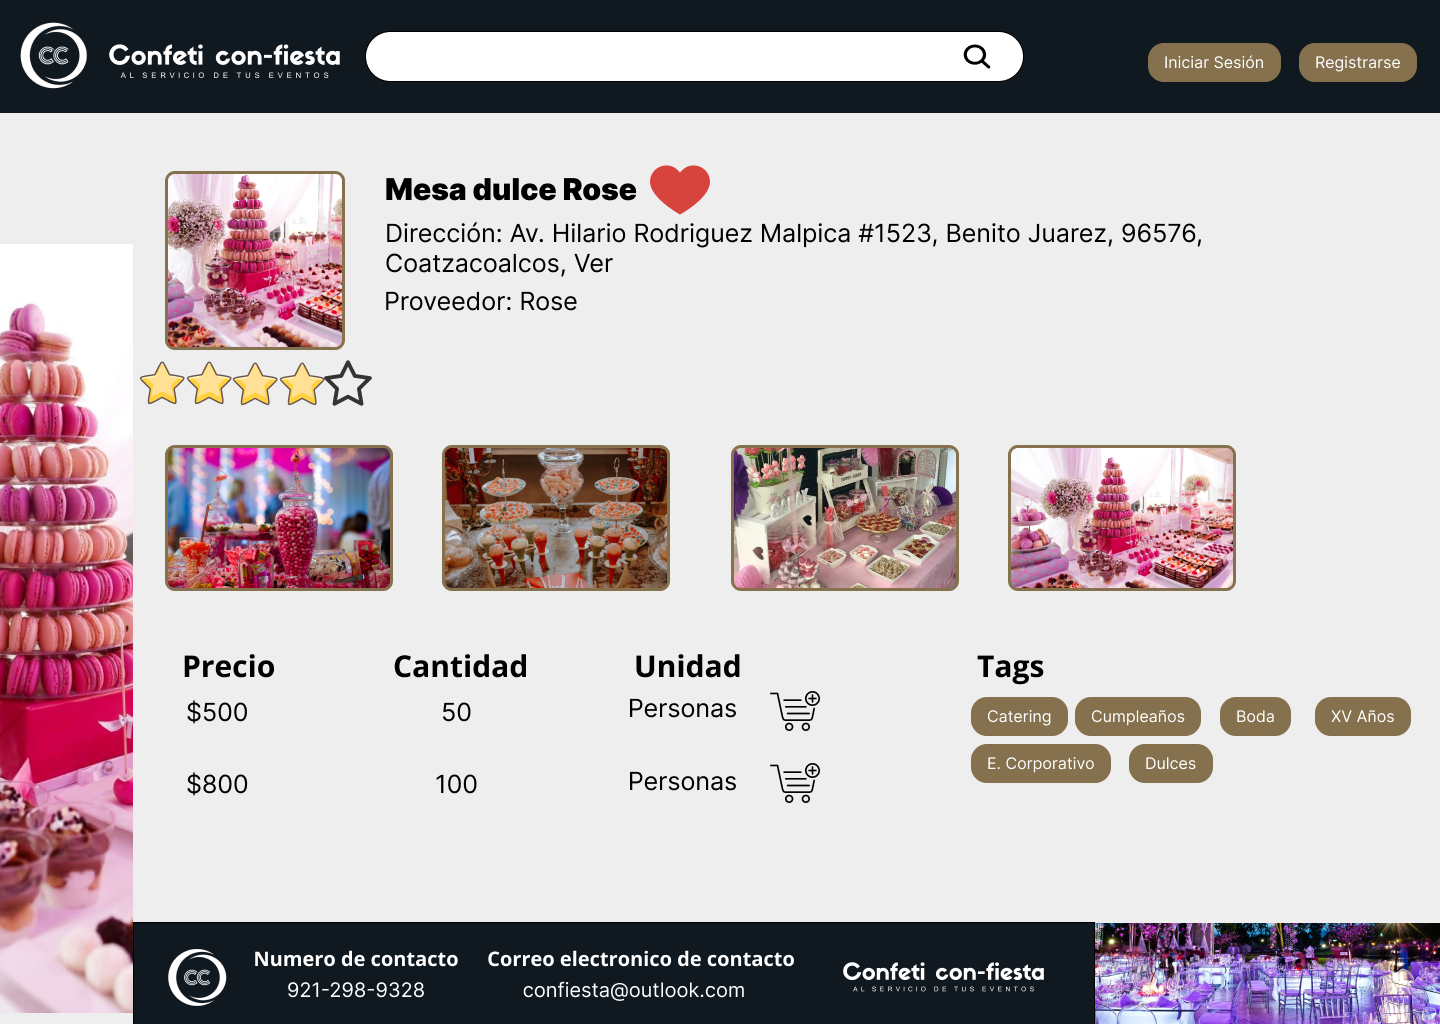 CC
Confeti con-fiesta
AL SERVICIO DE TUS EVENTOS
Iniciar Sesión
Registrarse
Mesa dulce Rose
Dirección: Av. Hilario Rodriguez Malpica #1523, Benito Juarez, 96576,
Coatzacoalcos, Ver
Proveedor: Rose
Precio Cantidad Unidad
$500 50 Personas
$800 100 Personas
Tags
Catering Cumpleaños Boda XV Años
E. Corporativo Dulces
CC
Numero de contacto
921-298-9328
Correo electronico de contacto
confiesta@outlook.com
Confeti con-fiesta
AL SERVICIO DE TUS EVENTOS